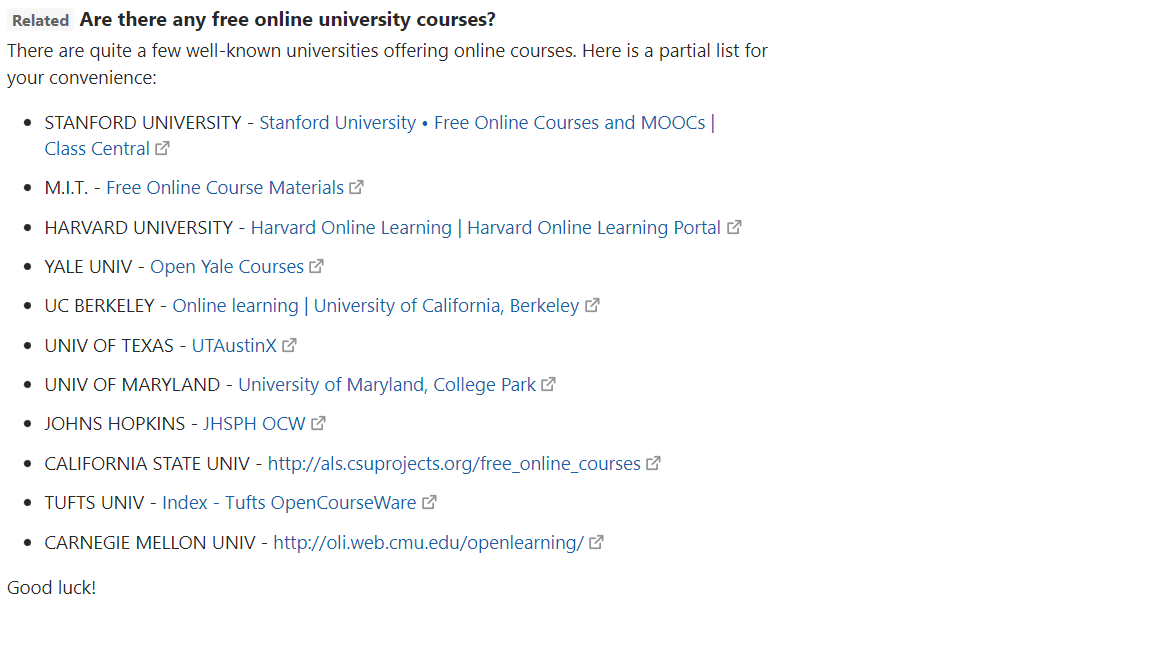 Related Are there any free online university courses?
There are quite a few well-known universities offering online courses. Here is a partial list for
your convenience:
• STANFORD UNIVERSITY - Stanford University • Free Online Courses and MOOCs |
Class Central
• M.I.T. - Free Online Course Materials
• HARVARD UNIVERSITY - Harvard Online Learning | Harvard Online Learning Portal
• YALE UNIV - Open Yale Courses
• UC BERKELEY - Online learning | University of California, Berkeley
• UNIV OF TEXAS - UTAustinX
• UNIV OF MARYLAND - University of Maryland, College Park
• JOHNS HOPKINS - JHSPH OCW
• CALIFORNIA STATE UNIV - http://als.csuprojects.org/free_online_courses
• TUFTS UNIV - Index - Tufts OpenCourseWare
• CARNEGIE MELLON UNIV - http://oli.web.cmu.edu/openlearning/
Good luck!